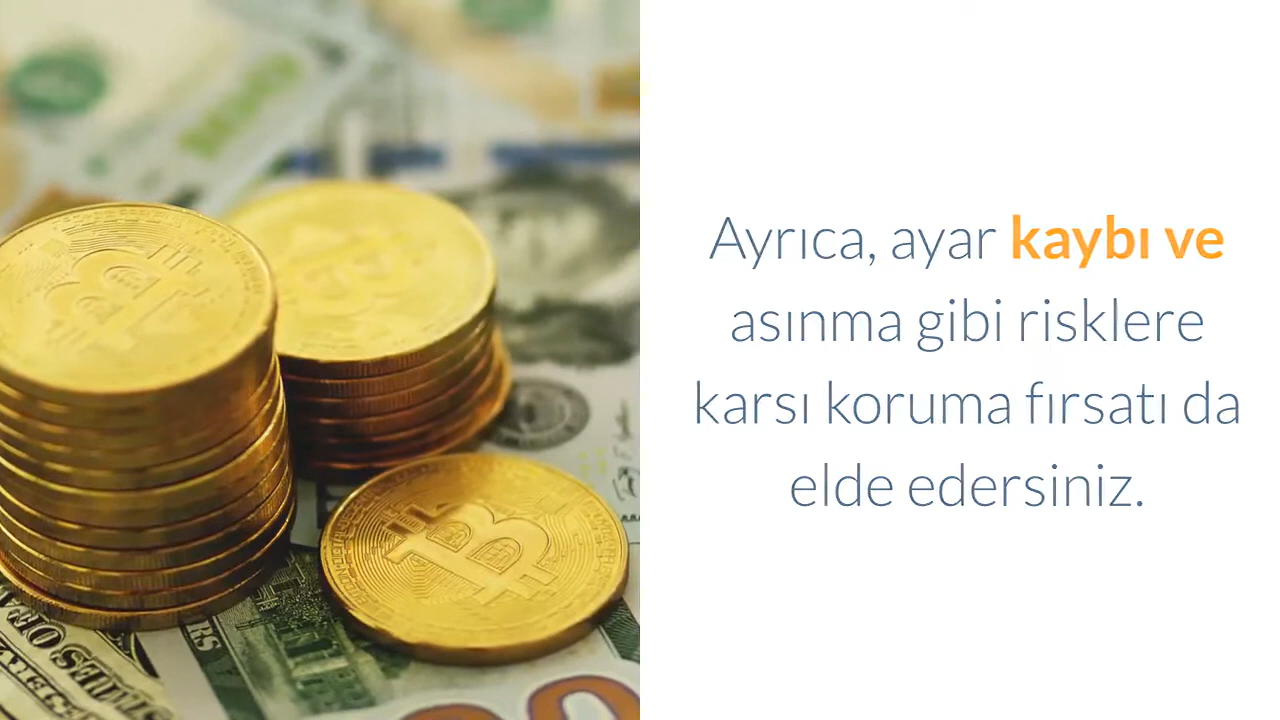 Ayrıca, ayar kaybı ve
asınma gibi risklere
karsı koruma fırsatı da
elde edersiniz.